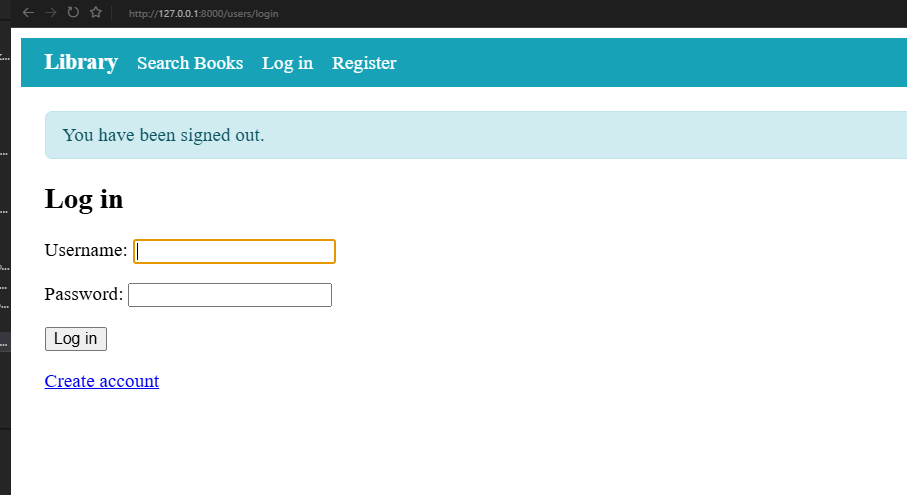 http://127.0.0.1:8000/users/login
Library Search Books Log in Register
You have been signed out.
Log in
Username:
Password:
Log in
Create account